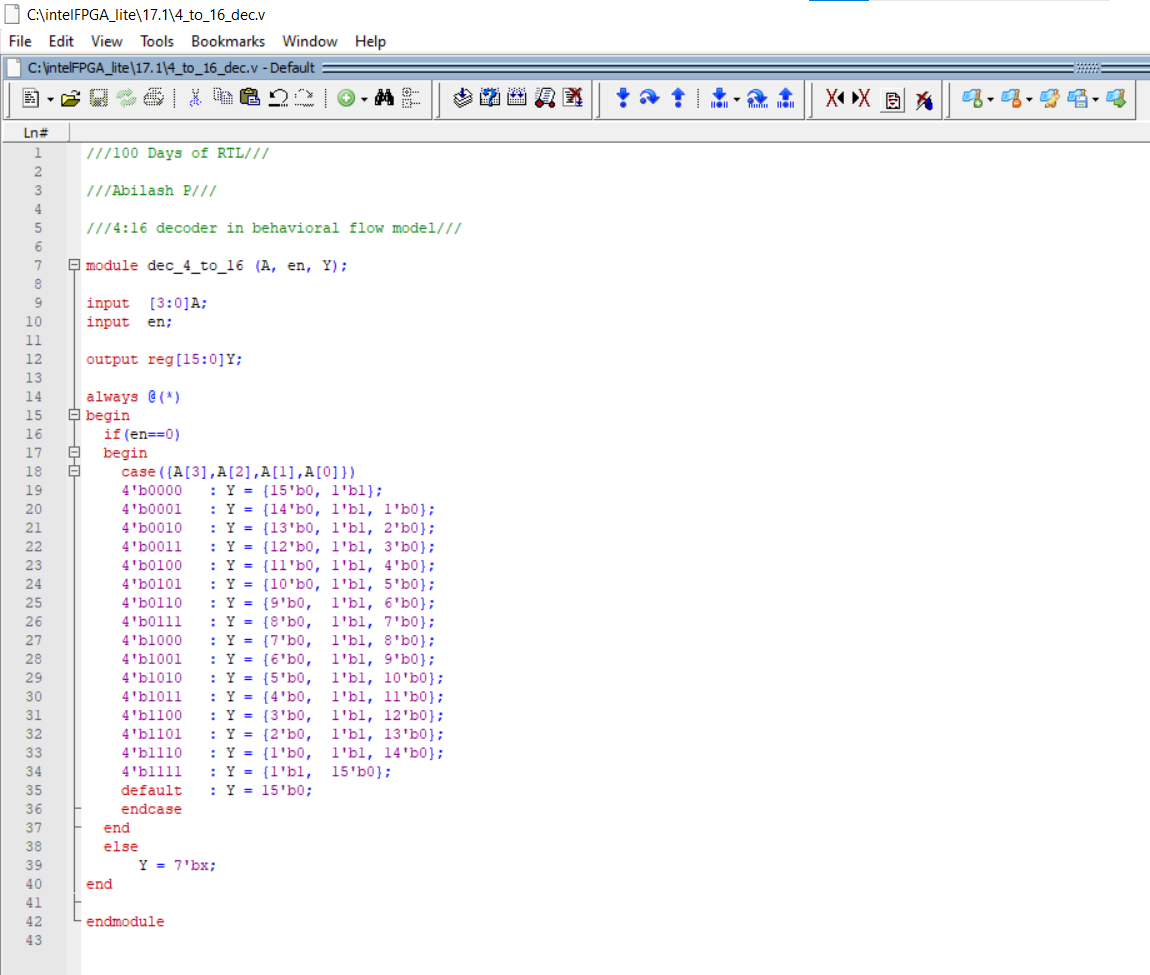 C:\intelFPGA_lite\17.1\4_to_16_dec.v
File Edit View Tools Bookmarks Window Help
C:\intelFPGA_lite\17.1\4_to_16_dec.v - Default
Ln#
1 ///100 Days of RTL///
2
3 ///Abilash P///
4
5 ///4:16 decoder in behavioral flow model///
6
7 module dec_4_to_16 (A, en, Y);
8
9 input  [3:0]A;
10 input  en;
11
12 output reg[15:0]Y;
13
14 always @(*)
15 begin
16   if(en==0)
17   begin
18     case({A[3],A[2],A[1],A[0]})
19     4'b0000   : Y = {15'b0, 1'b1};
20     4'b0001   : Y = {14'b0, 1'b1, 1'b0};
21     4'b0010   : Y = {13'b0, 1'b1, 2'b0};
22     4'b0011   : Y = {12'b0, 1'b1, 3'b0};
23     4'b0100   : Y = {11'b0, 1'b1, 4'b0};
24     4'b0101   : Y = {10'b0, 1'b1, 5'b0};
25     4'b0110   : Y = {9'b0,  1'b1, 6'b0};
26     4'b0111   : Y = {8'b0,  1'b1, 7'b0};
27     4'b1000   : Y = {7'b0,  1'b1, 8'b0};
28     4'b1001   : Y = {6'b0,  1'b1, 9'b0};
29     4'b1010   : Y = {5'b0,  1'b1, 10'b0};
30     4'b1011   : Y = {4'b0,  1'b1, 11'b0};
31     4'b1100   : Y = {3'b0,  1'b1, 12'b0};
32     4'b1101   : Y = {2'b0,  1'b1, 13'b0};
33     4'b1110   : Y = {1'b0,  1'b1, 14'b0};
34     4'b1111   : Y = {1'b1,  15'b0};
35     default   : Y = 15'b0;
36     endcase
37   end
38   else
39       Y = 7'bx;
40 end
41
42 endmodule
43